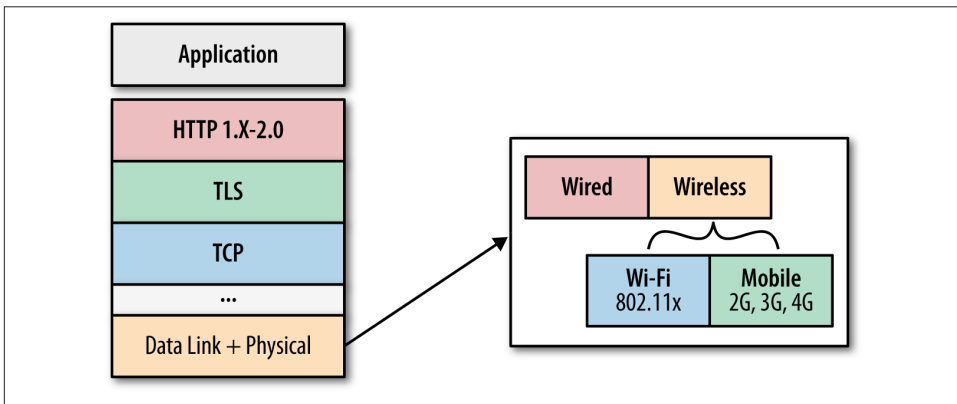 Application
HTTP 1.X-2.0
TLS
TCP
...
Data Link + Physical
Wired
Wireless
Wi-Fi
802.11x
Mobile
2G, 3G, 4G